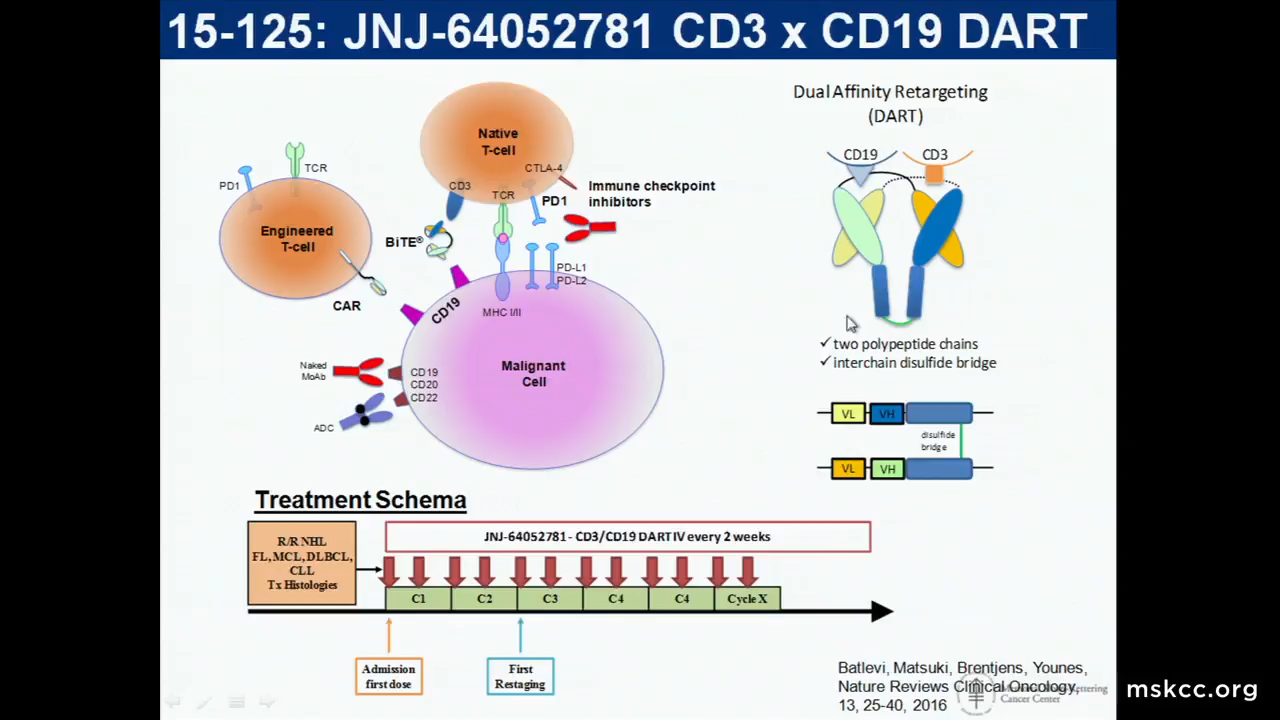 15-125: JNJ-64052781 CD3 x CD19 DART
Native
T-cell
CTLA-4
CD3
TCR
PD1
Immune checkpoint
inhibitors
TCR
PD1
Engineered
T-cell
BiTE®
CAR
CD19
PD-L1
PD-L2
MHC I/II
Malignant
Cell
Naked
MoAb
CD19
CD20
CD22
ADC
Dual Affinity Retargeting
(DART)
CD19
CD3
✓ two polypeptide chains
✓ interchain disulfide bridge
VL VH
disulfide
bridge
VL VH
Treatment Schema
R/R NHL
FL, MCL, DLBCL,
CLL
Tx Histologies
JNJ-64052781 - CD3/CD19 DART IV every 2 weeks
C1 C2 C3 C4 C4 Cycle X
Admission
first dose
First
Restaging
Batlevi, Matsuki, Brentjens, Younes,
Nature Reviews Clinical Oncology,
13, 25-40, 2016
Cancer Center
mskcc.org